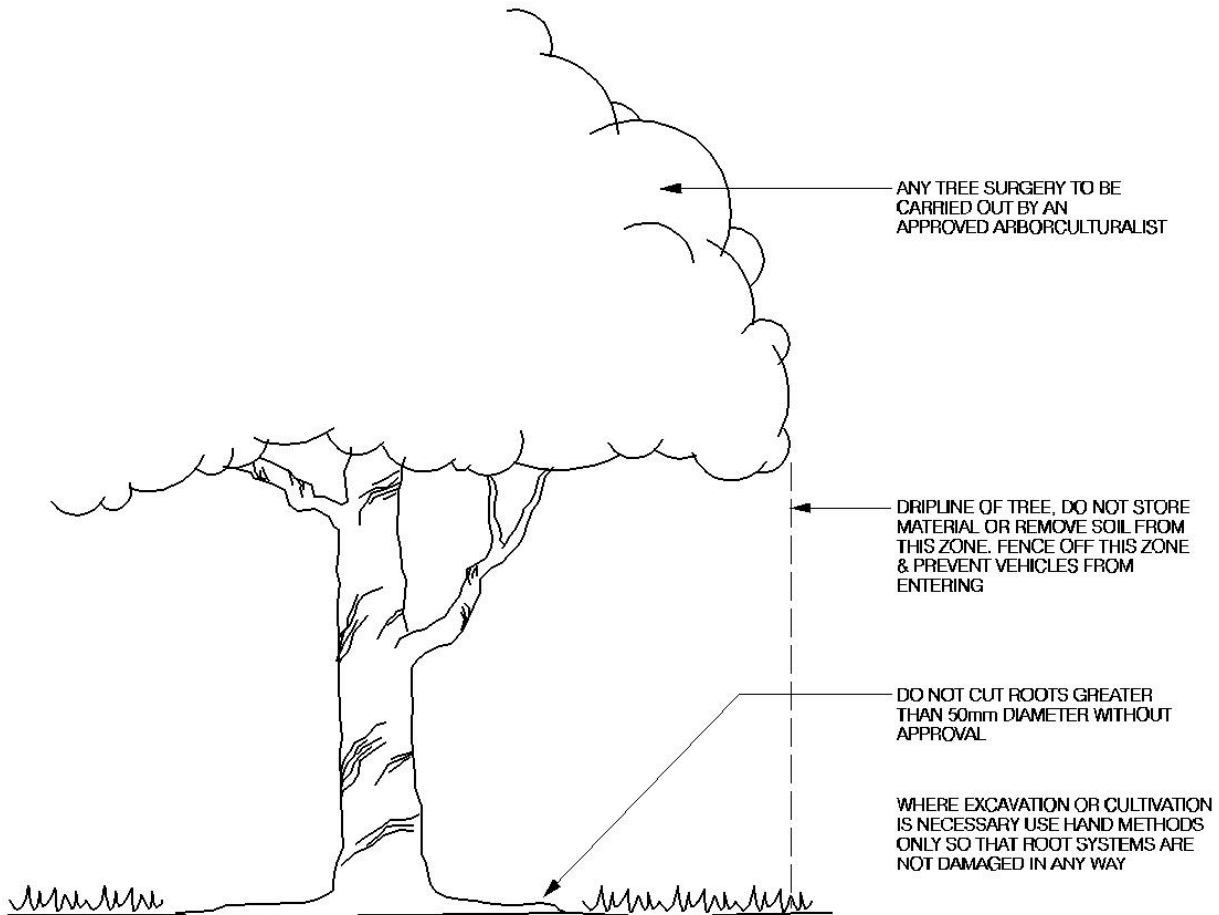 ANY TREE SURGERY TO BE
CARRIED OUT BY AN
APPROVED ARBORCULTURALIST
DRIPLINE OF TREE, DO NOT STORE
MATERIAL OR REMOVE SOIL FROM
THIS ZONE. FENCE OFF THIS ZONE
& PREVENT VEHICLES FROM
ENTERING
DO NOT CUT ROOTS GREATER
THAN 50mm DIAMETER WITHOUT
APPROVAL
WHERE EXCAVATION OR CULTIVATION
IS NECESSARY USE HAND METHODS
ONLY SO THAT ROOT SYSTEMS ARE
NOT DAMAGED IN ANY WAY